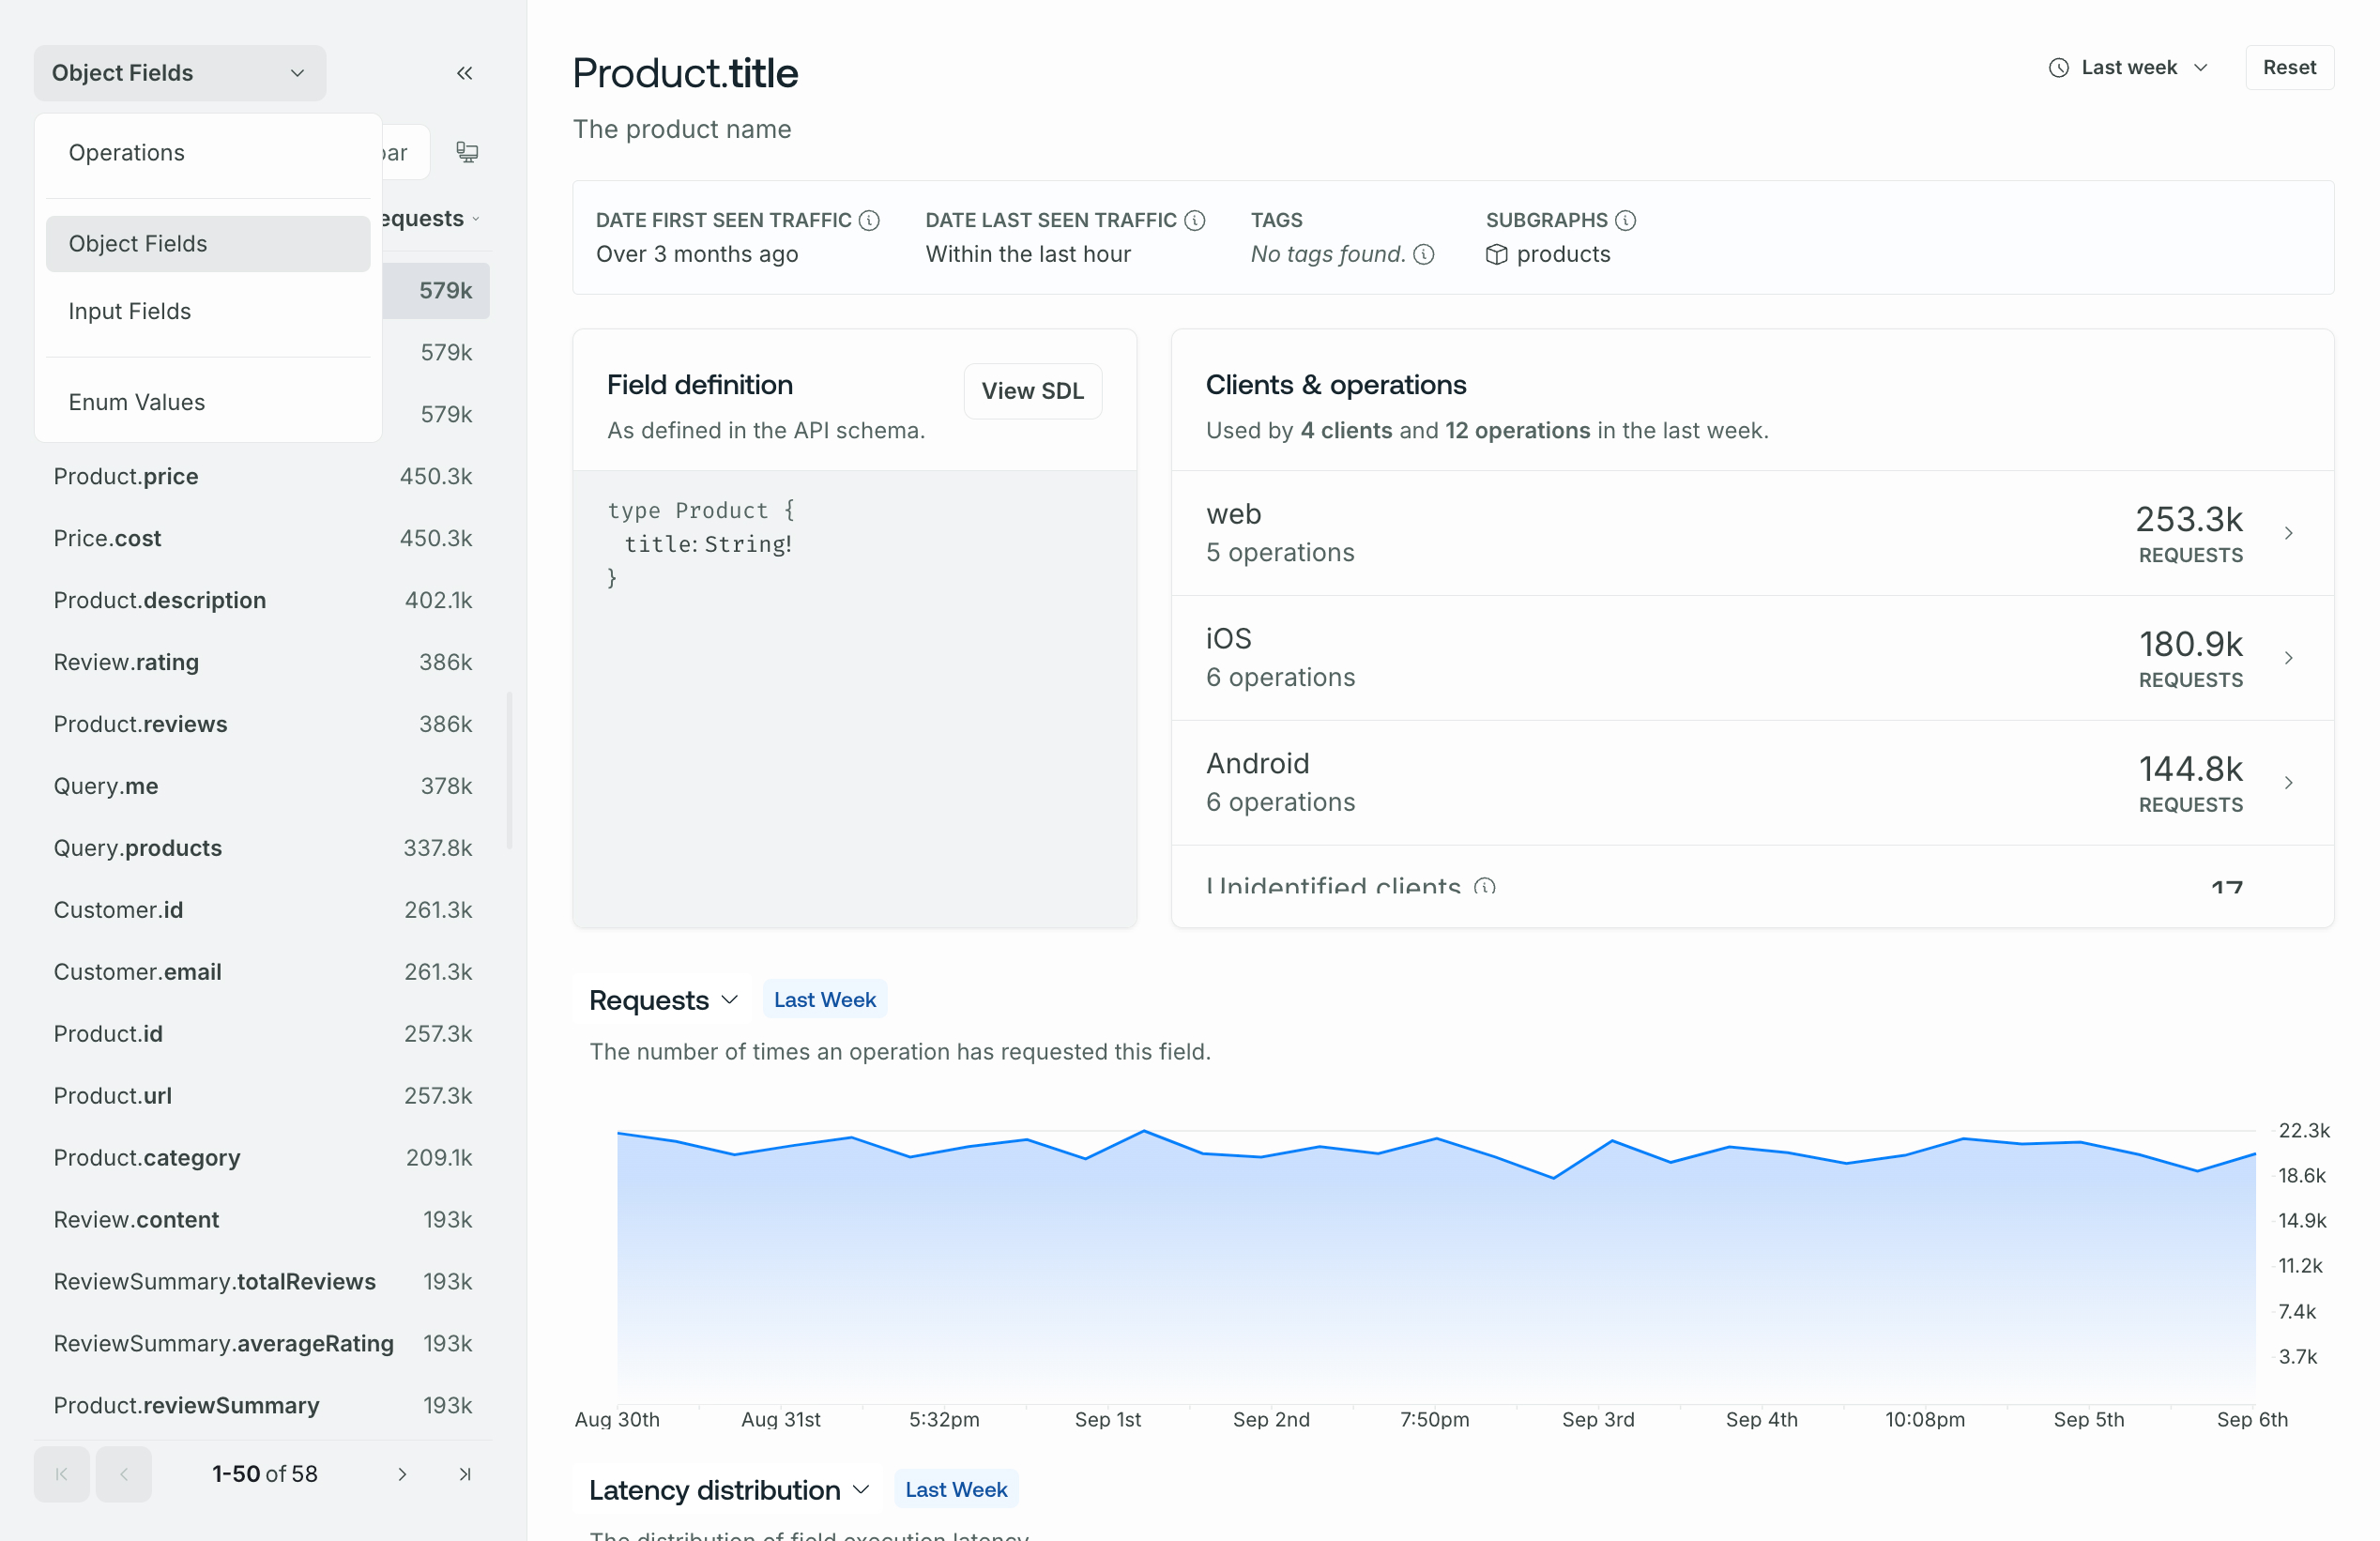 Object Fields
Operations
Object Fields
Input Fields
Enum Values
579k
579k
579k
Product.price 450.3k
Price.cost 450.3k
Product.description 402.1k
Review.rating 386k
Product.reviews 386k
Query.me 378k
Query.products 337.8k
Customer.id 261.3k
Customer.email 261.3k
Product.id 257.3k
Product.url 257.3k
Product.category 209.1k
Review.content 193k
ReviewSummary.totalReviews 193k
ReviewSummary.averageRating 193k
Product.reviewSummary 193k
1-50 of 58
Product.title
The product name
Last week
Reset
DATE FIRST SEEN TRAFFIC
Over 3 months ago
DATE LAST SEEN TRAFFIC
Within the last hour
TAGS
No tags found.
SUBGRAPHS
products
Field definition
As defined in the API schema.
View SDL
type Product {
title: String!
}
Clients & operations
Used by 4 clients and 12 operations in the last week.
web
5 operations
253.3k
REQUESTS
iOS
6 operations
180.9k
REQUESTS
Android
6 operations
144.8k
REQUESTS
Unidentified clients 17
Requests
Last Week
The number of times an operation has requested this field.
22.3k
18.6k
14.9k
11.2k
7.4k
3.7k
Aug 30th Aug 31st 5:32pm Sep 1st Sep 2nd 7:50pm Sep 3rd Sep 4th 10:08pm Sep 5th Sep 6th
Latency distribution
Last Week
The distribution of field execution latency